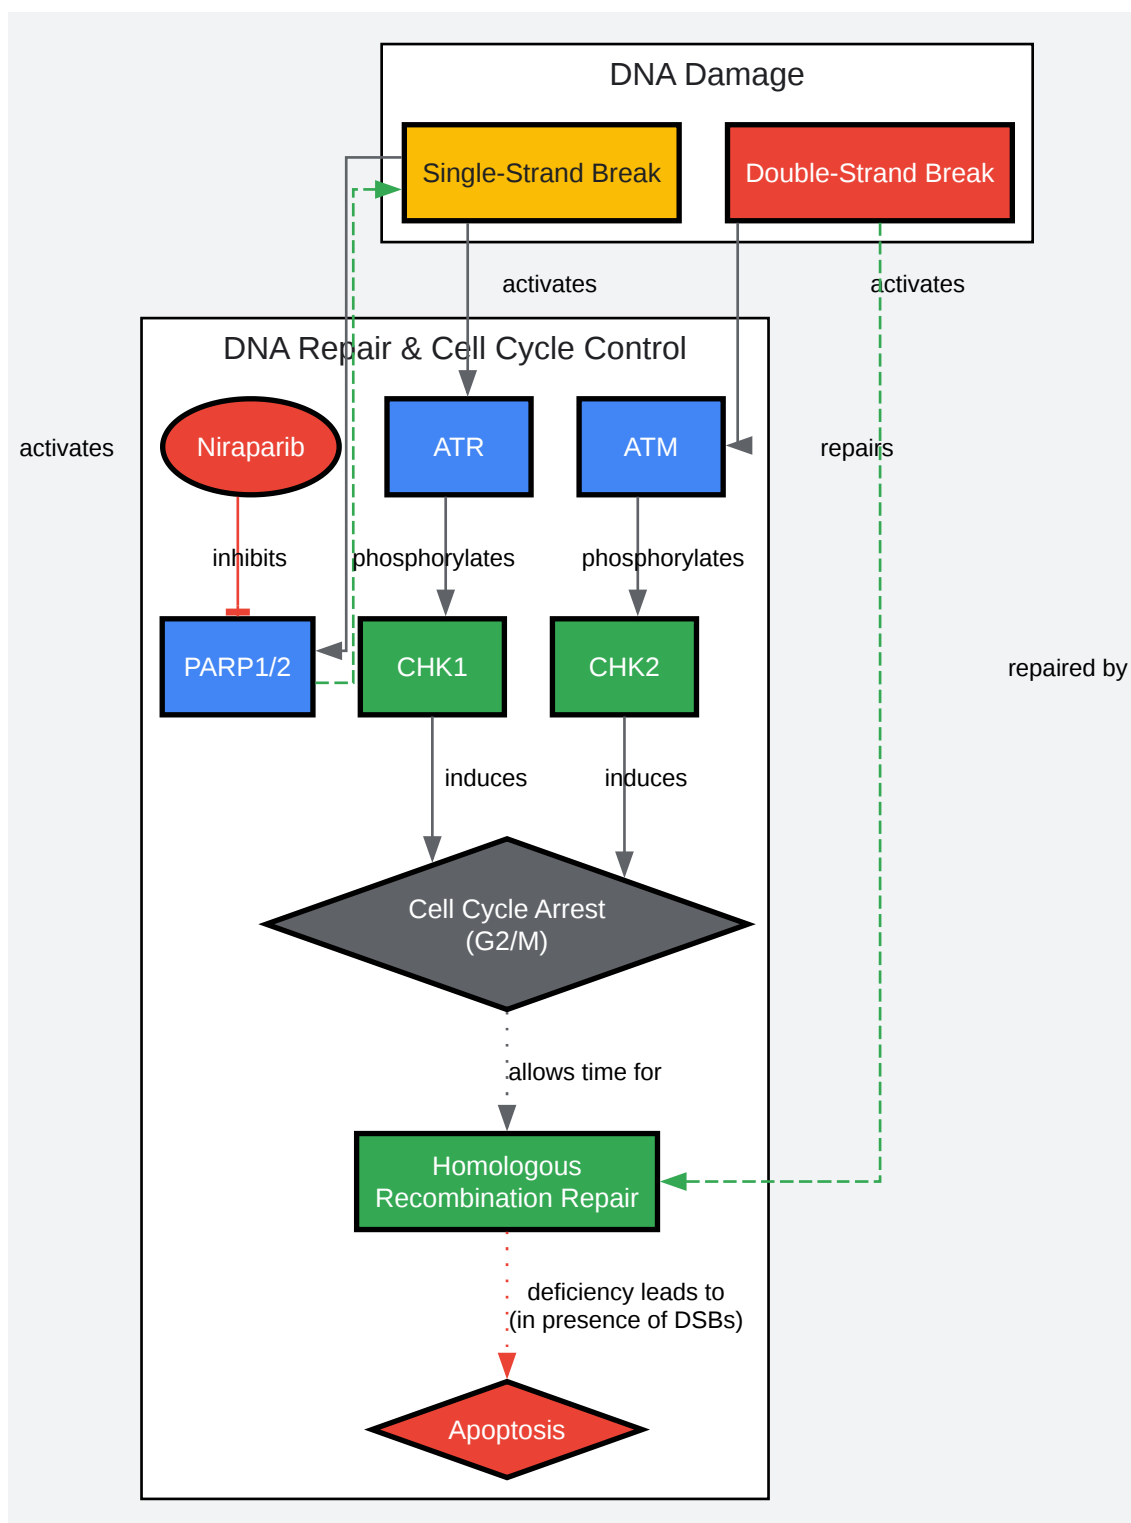 DNA Damage
Single-Strand Break
Double-Strand Break
activates
activates
DNA Repair & Cell Cycle Control
activates
Niraparib
ATR
ATM
repairs
inhibits
phosphorylates
phosphorylates
PARP1/2
CHK1
CHK2
repaired by
induces
induces
Cell Cycle Arrest
(G2/M)
allows time for
Homologous
Recombination Repair
deficiency leads to
(in presence of DSBs)
Apoptosis